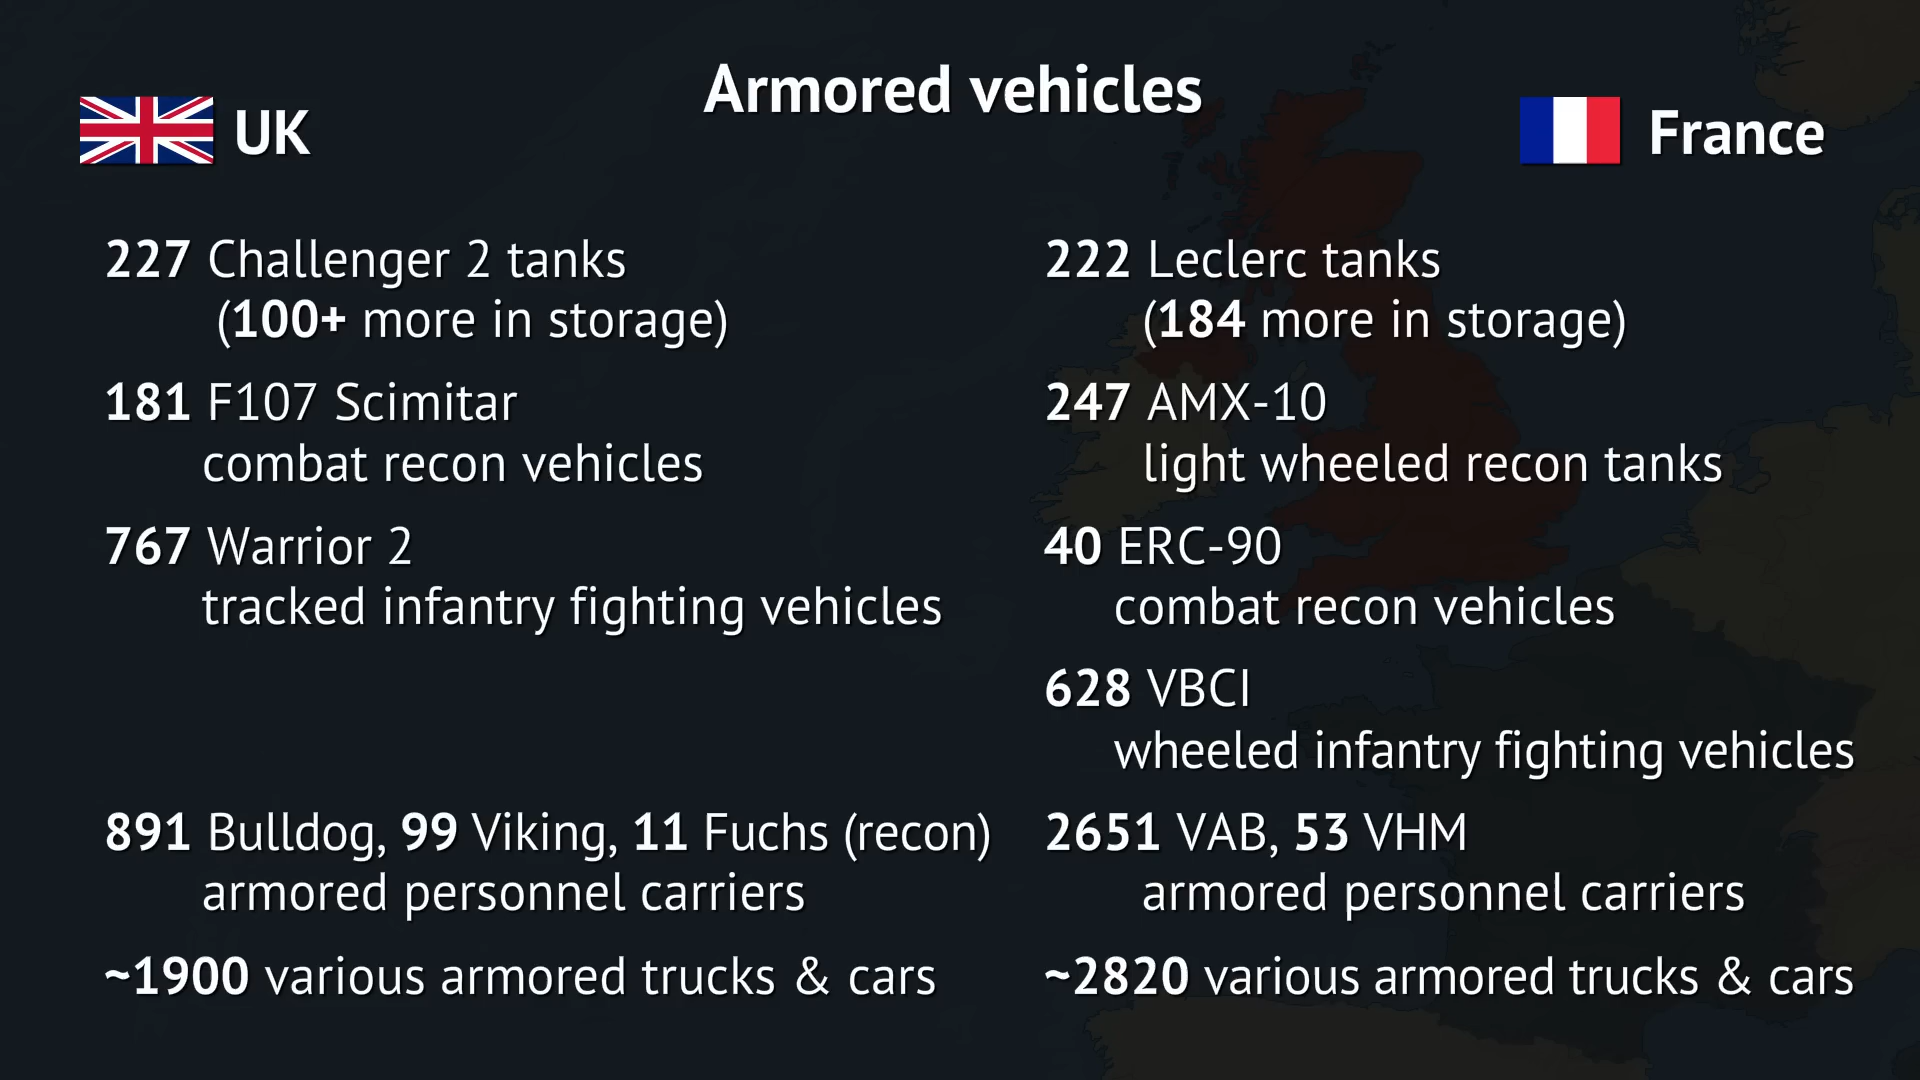 Armored vehicles
UK
227 Challenger 2 tanks
(100+ more in storage)
181 F107 Scimitar
combat recon vehicles
767 Warrior 2
tracked infantry fighting vehicles
891 Bulldog, 99 Viking, 11 Fuchs (recon)
armored personnel carriers
~1900 various armored trucks & cars
France
222 Leclerc tanks
(184 more in storage)
247 AMX-10
light wheeled recon tanks
40 ERC-90
combat recon vehicles
628 VBCI
wheeled infantry fighting vehicles
2651 VAB, 53 VHM
armored personnel carriers
~2820 various armored trucks & cars